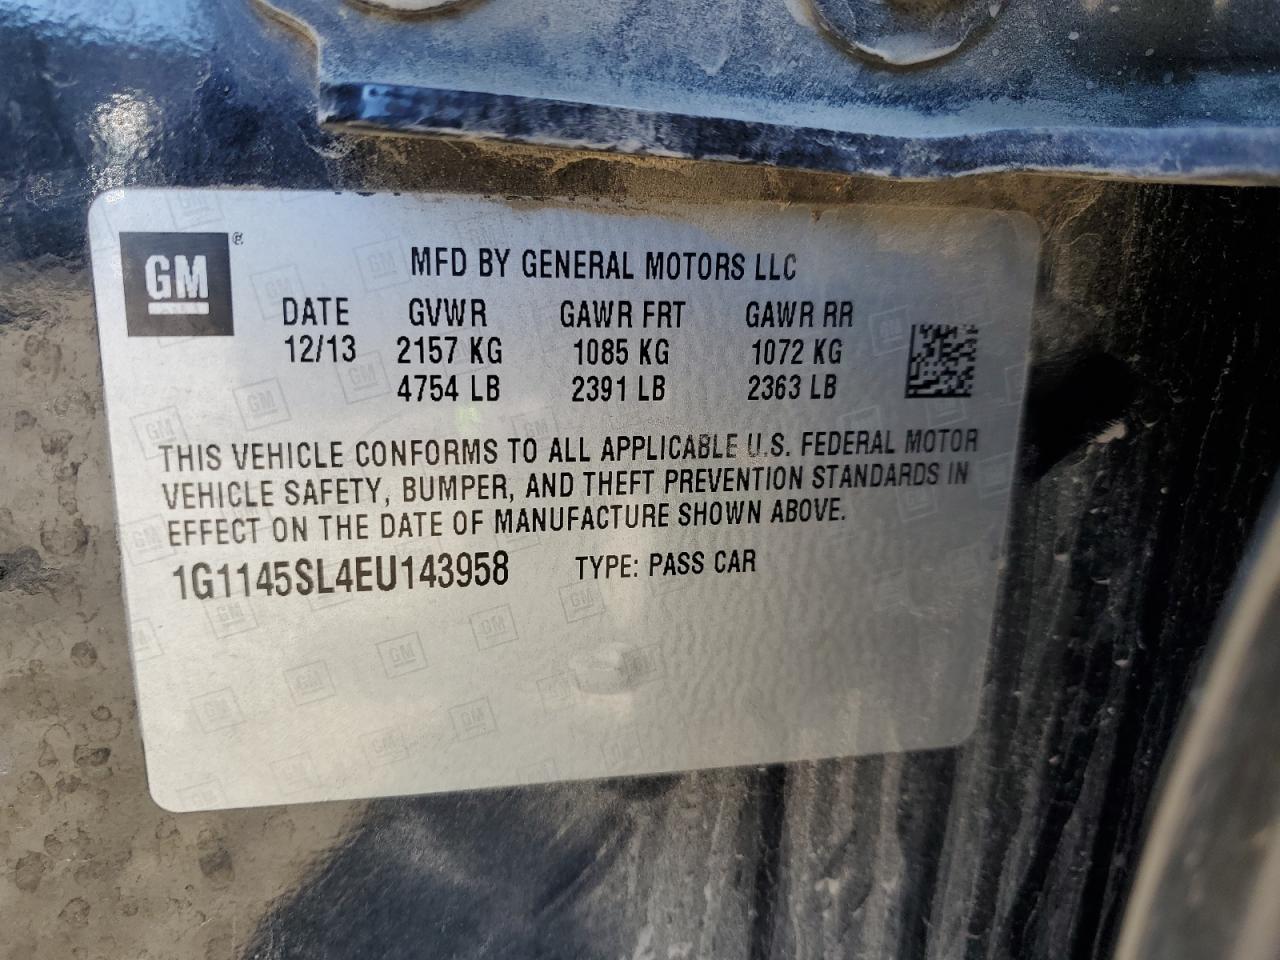 GM®
MFD BY GENERAL MOTORS LLC
DATE GVWR GAWR FRT GAWR RR
12/13 2157 KG 1085 KG 1072 KG
4754 LB 2391 LB 2363 LB
THIS VEHICLE CONFORMS TO ALL APPLICABLE U.S. FEDERAL MOTOR
VEHICLE SAFETY, BUMPER, AND THEFT PREVENTION STANDARDS IN
EFFECT ON THE DATE OF MANUFACTURE SHOWN ABOVE.
1G1145SL4EU143958 TYPE: PASS CAR